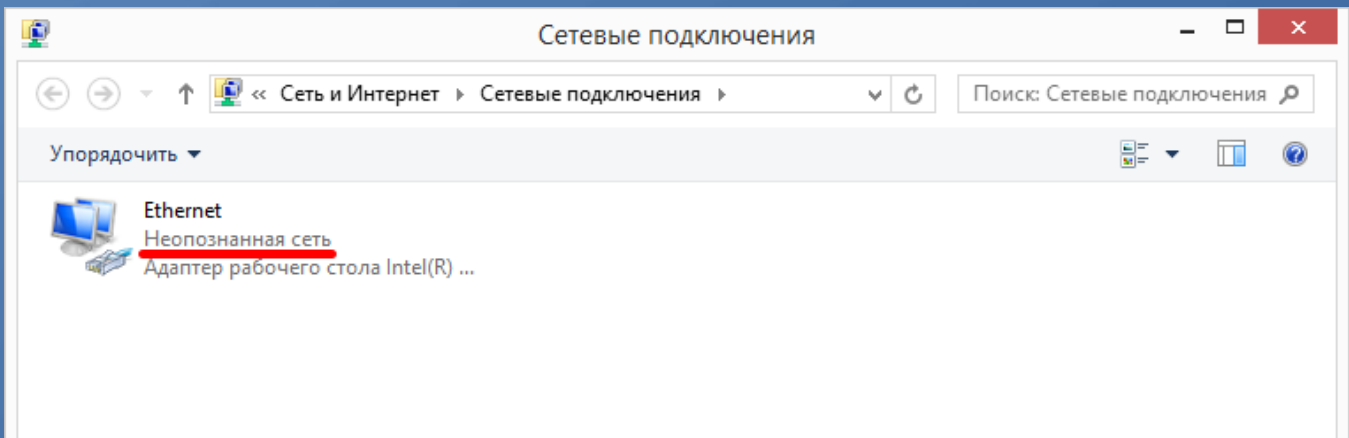 Сетевые подключения
« Сеть и Интернет Сетевые подключения
Поиск: Сетевые подключения
Упорядочить
Ethernet
Неопознанная сеть
Адаптер рабочего стола Intel(R) ...